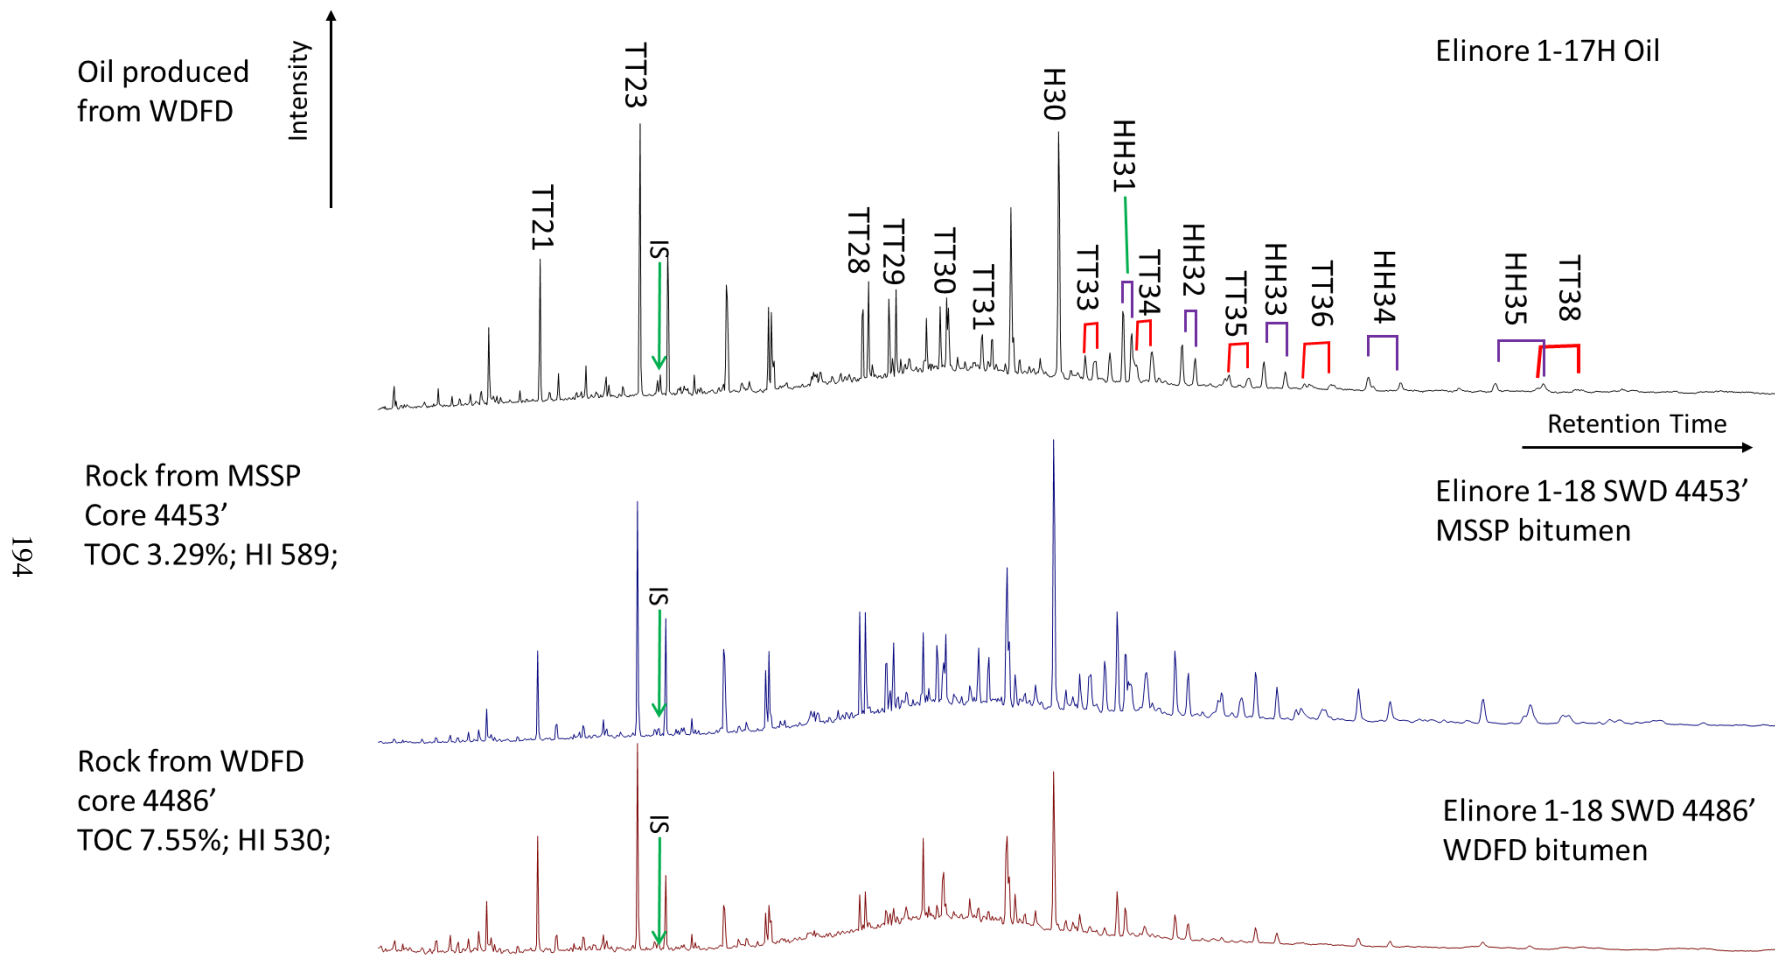 Oil produced
from WDFD
Intensity
Elinore 1-17H Oil
TT21
TT23
IS
TT28
TT29
TT30
TT31
H30
TT33
HH31
TT34
HH32
TT35
HH33
TT36
HH34
HH35
TT38
Retention Time
Rock from MSSP
Core 4453’
TOC 3.29%; HI 589;
IS
Elinore 1-18 SWD 4453’
MSSP bitumen
194
Rock from WDFD
core 4486’
TOC 7.55%; HI 530;
IS
Elinore 1-18 SWD 4486’
WDFD bitumen